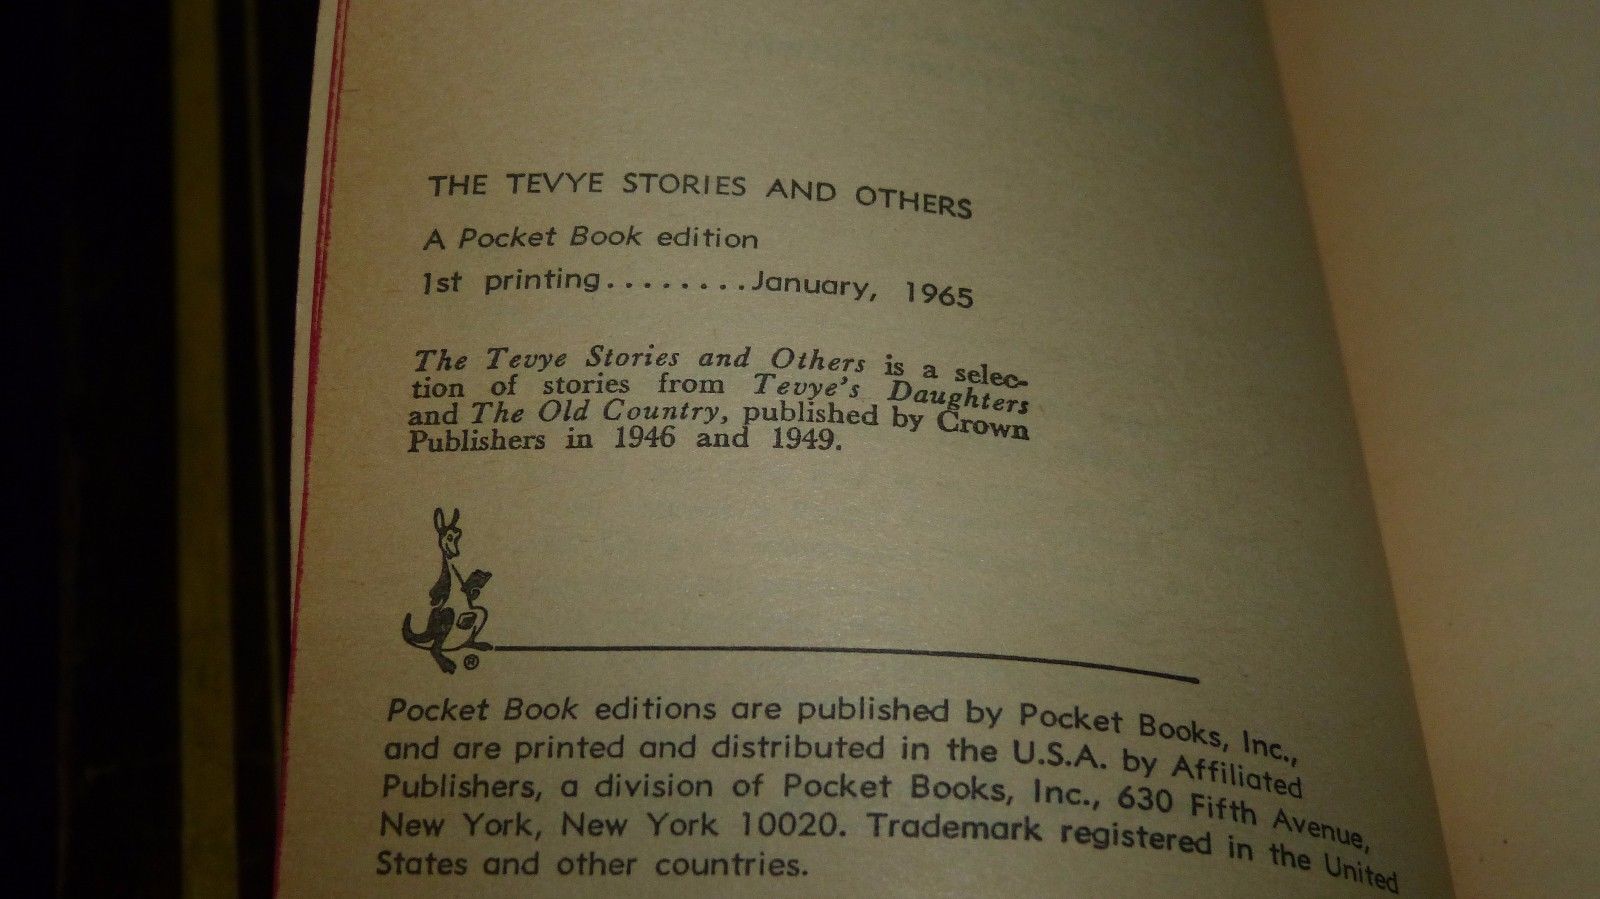 THE TEVYE STORIES AND OTHERS
A Pocket Book edition
1st printing........January, 1965
The Tevye Stories and Others is a selec-
tion of stories from Tevye's Daughters
and The Old Country, published by Crown
Publishers in 1946 and 1949.
®
Pocket Book editions are published by Pocket Books, Inc.,
and are printed and distributed in the U.S.A. by Affiliated
Publishers, a division of Pocket Books, Inc., 630 Fifth Avenue,
New York, New York 10020. Trademark registered in the United
States and other countries.